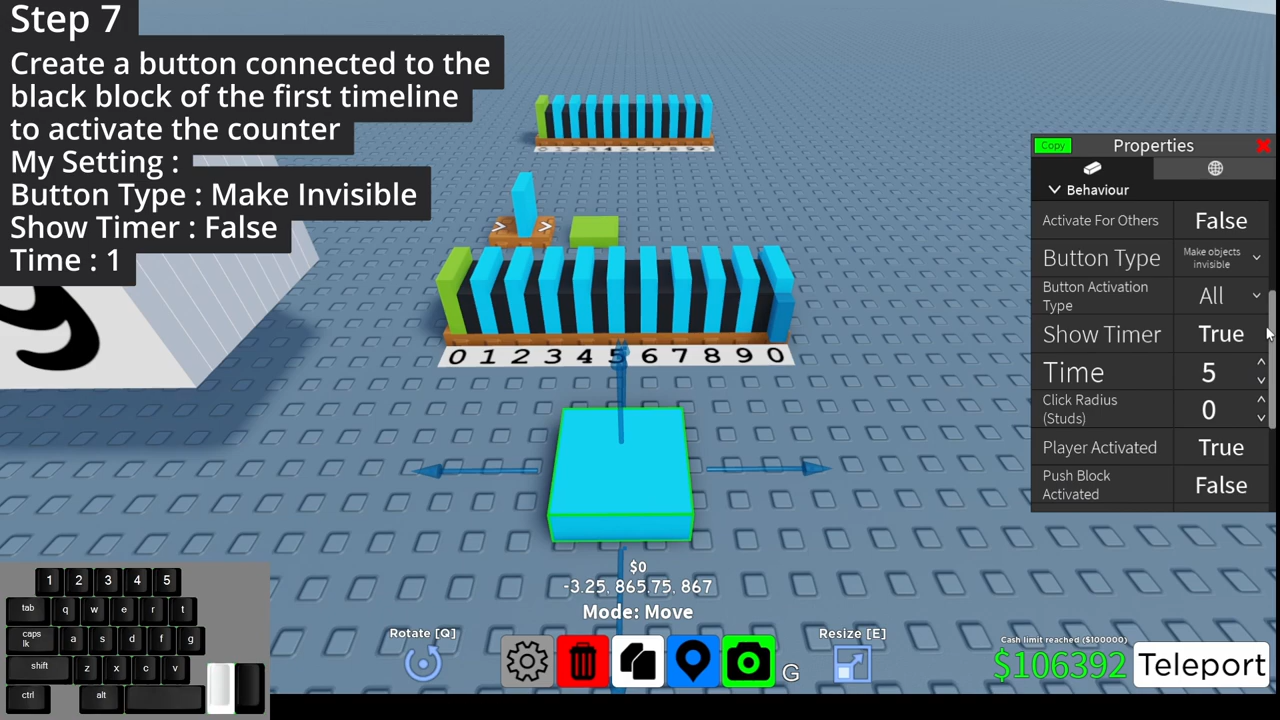 Step 7
Create a button connected to the
black block of the first timeline
to activate the counter
My Setting :
Button Type : Make Invisible
Show Timer : False
Time : 1
9
> >
0 1 2 3 4 5 6 7 8 9 0
Copy Properties
Behaviour
Activate For Others False
Button Type Make objects invisible
Button Activation Type All
Show Timer True
Time 5
Click Radius (Studs) 0
Player Activated True
Push Block Activated False
$0
-3.25, 865,75, 867
Mode: Move
Rotate [Q]
G
Resize [E]
Cash limit reached ($100000)
$106392
Teleport
1 2 3 4 5
tab q w e r t
caps lk a s d f g
shift z x c v
ctrl alt